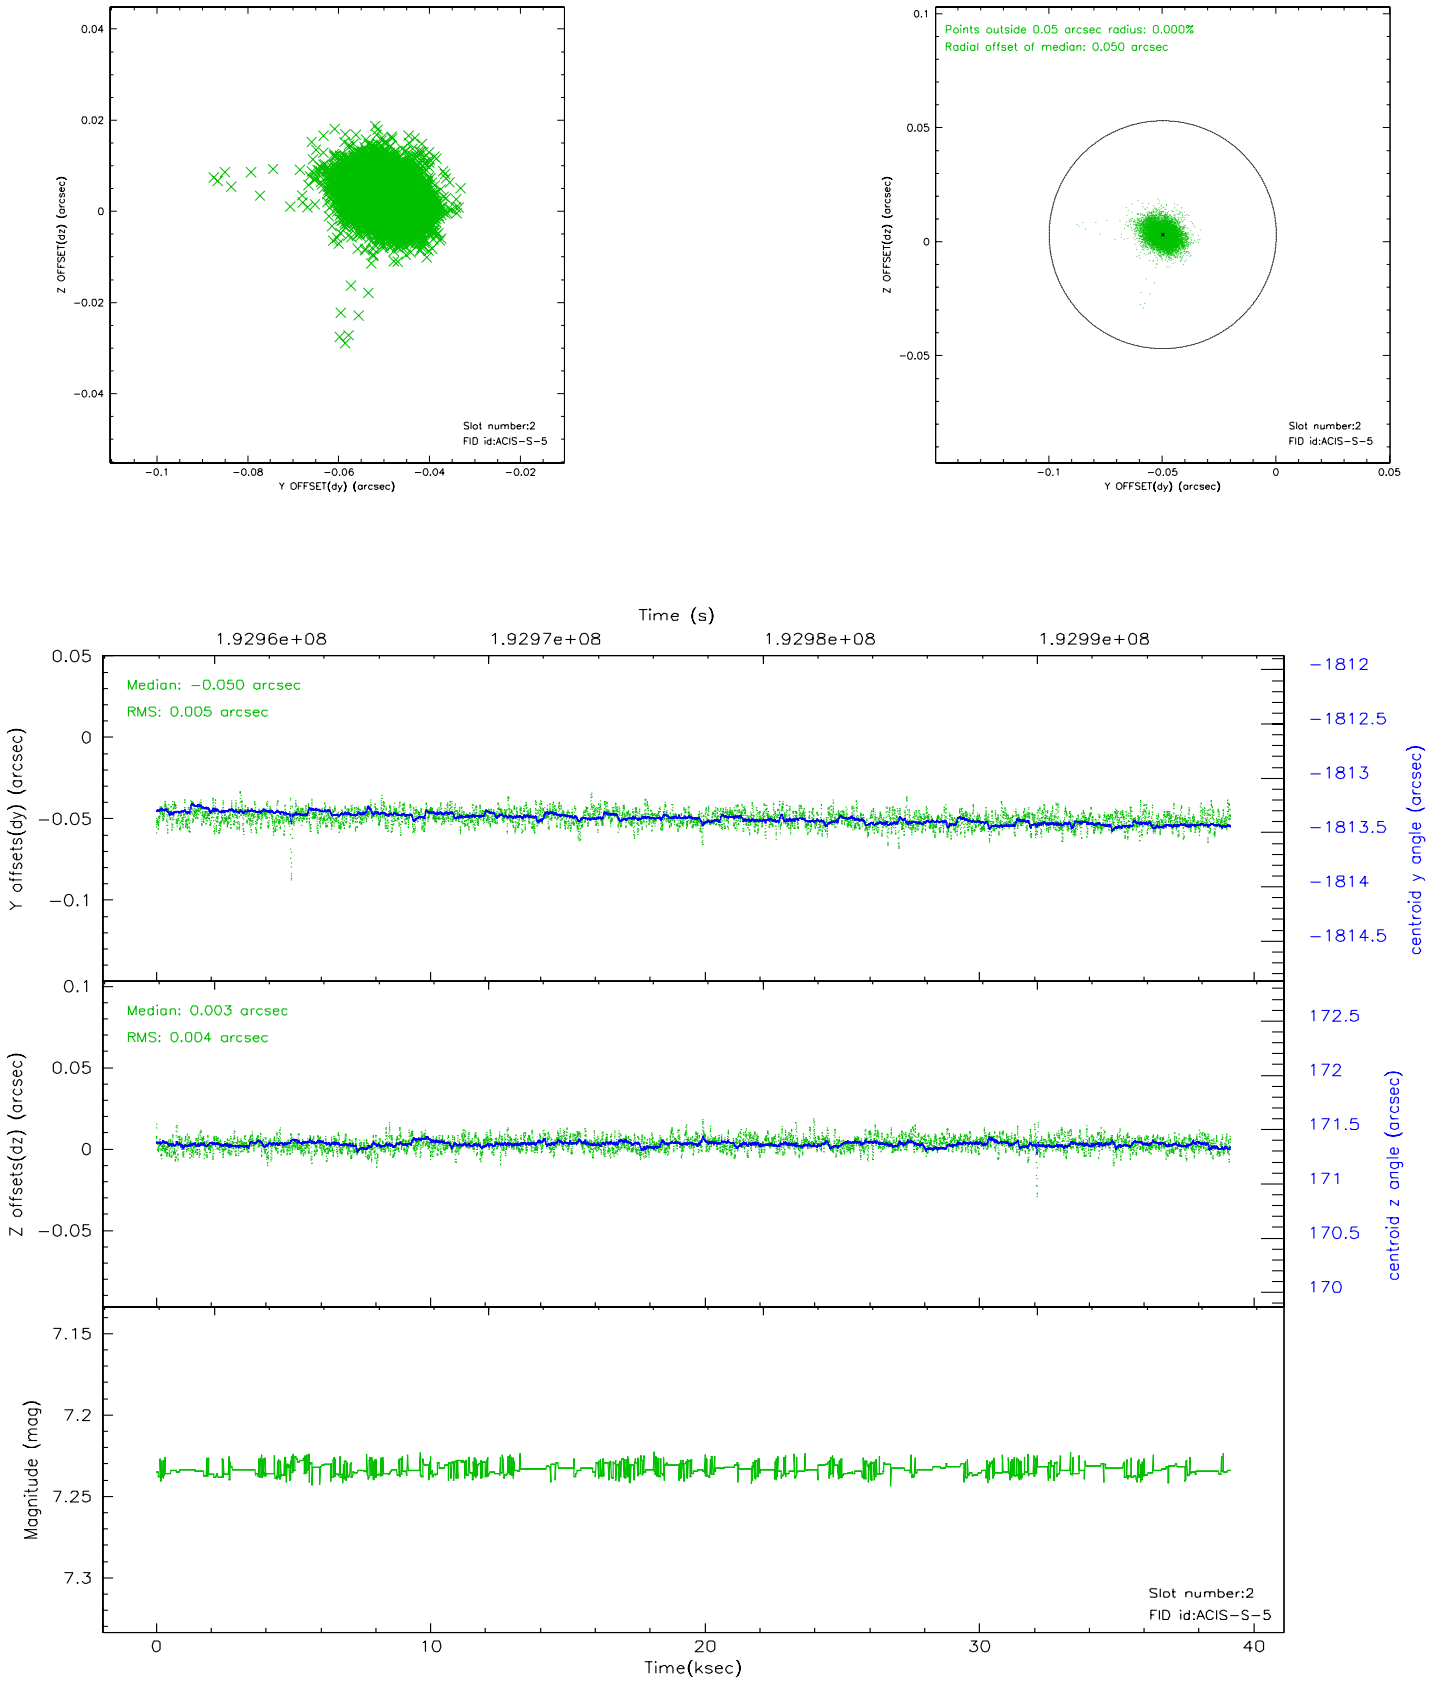 0.04
0.02
0
-0.02
-0.04
Z OFFSET(dz) (arcsec)
-0.1 -0.08 -0.06 -0.04 -0.02
Y OFFSET(dy) (arcsec)
Slot number:2
FID id:ACIS-S-5
Points outside 0.05 arcsec radius: 0.000%
Radial offset of median: 0.050 arcsec
0.1
0.05
0
-0.05
Z OFFSET(dz) (arcsec)
-0.1 -0.05 0 0.05
Y OFFSET(dy) (arcsec)
Slot number:2
FID id:ACIS-S-5
Time (s)
1.9296e+08 1.9297e+08 1.9298e+08 1.9299e+08
Median: -0.050 arcsec
RMS: 0.005 arcsec
0.05
0
-0.05
-0.1
Y offsets(dy) (arcsec)
-1812
-1812.5
-1813
-1813.5
-1814
-1814.5
centroid y angle (arcsec)
Median: 0.003 arcsec
RMS: 0.004 arcsec
0.1
0.05
0
-0.05
Z offsets(dz) (arcsec)
172.5
172
171.5
171
170.5
170
centroid z angle (arcsec)
7.15
7.2
7.25
7.3
Magnitude (mag)
Slot number:2
FID id:ACIS-S-5
0 10 20 30 40
Time(ksec)